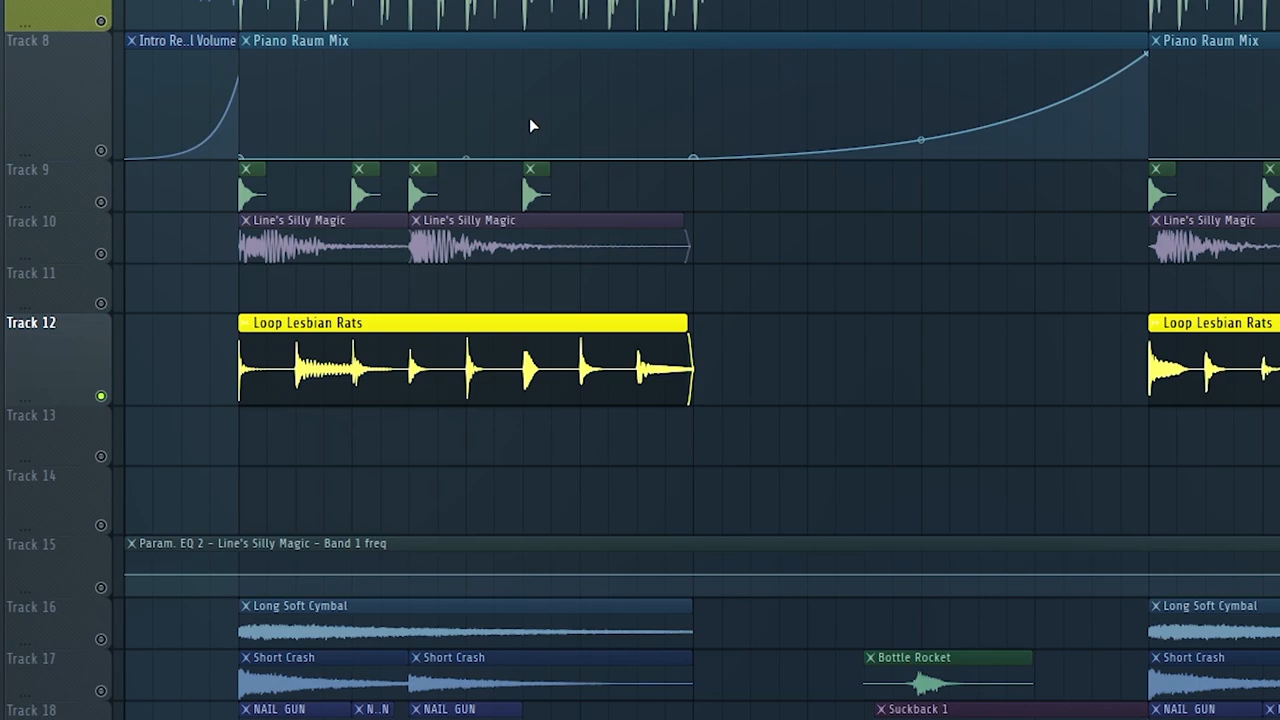 Track 8
Intro Re..l Volume
Piano Raum Mix
Piano Raum Mix
Track 9
Track 10
Line's Silly Magic
Line's Silly Magic
Line's Silly Magic
Track 11
Track 12
Loop Lesbian Rats
Loop Lesbian Rats
Track 13
Track 14
Track 15
Param. EQ 2 - Line's Silly Magic - Band 1 freq
Track 16
Long Soft Cymbal
Long Soft Cymbal
Track 17
Short Crash
Short Crash
Bottle Rocket
Short Crash
Track 18
NAIL GUN
N..N
NAIL GUN
Suckback 1
NAIL GUN